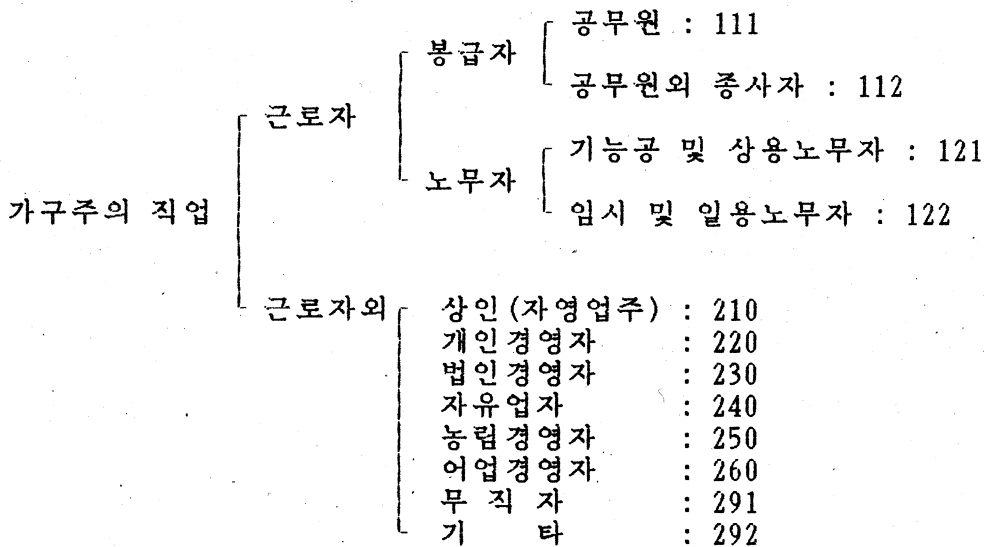 공무원 : 111
봉급자
공무원외 종사자 : 112
근로자
기능공 및 상용노무자 : 121
노무자
임시 및 일용노무자 : 122
가구주의 직업
근로자외
상인(자영업주) : 210
개인경영자 : 220
법인경영자 : 230
자유업자 : 240
농림경영자 : 250
어업경영자 : 260
무 직 자 : 291
기 타 : 292